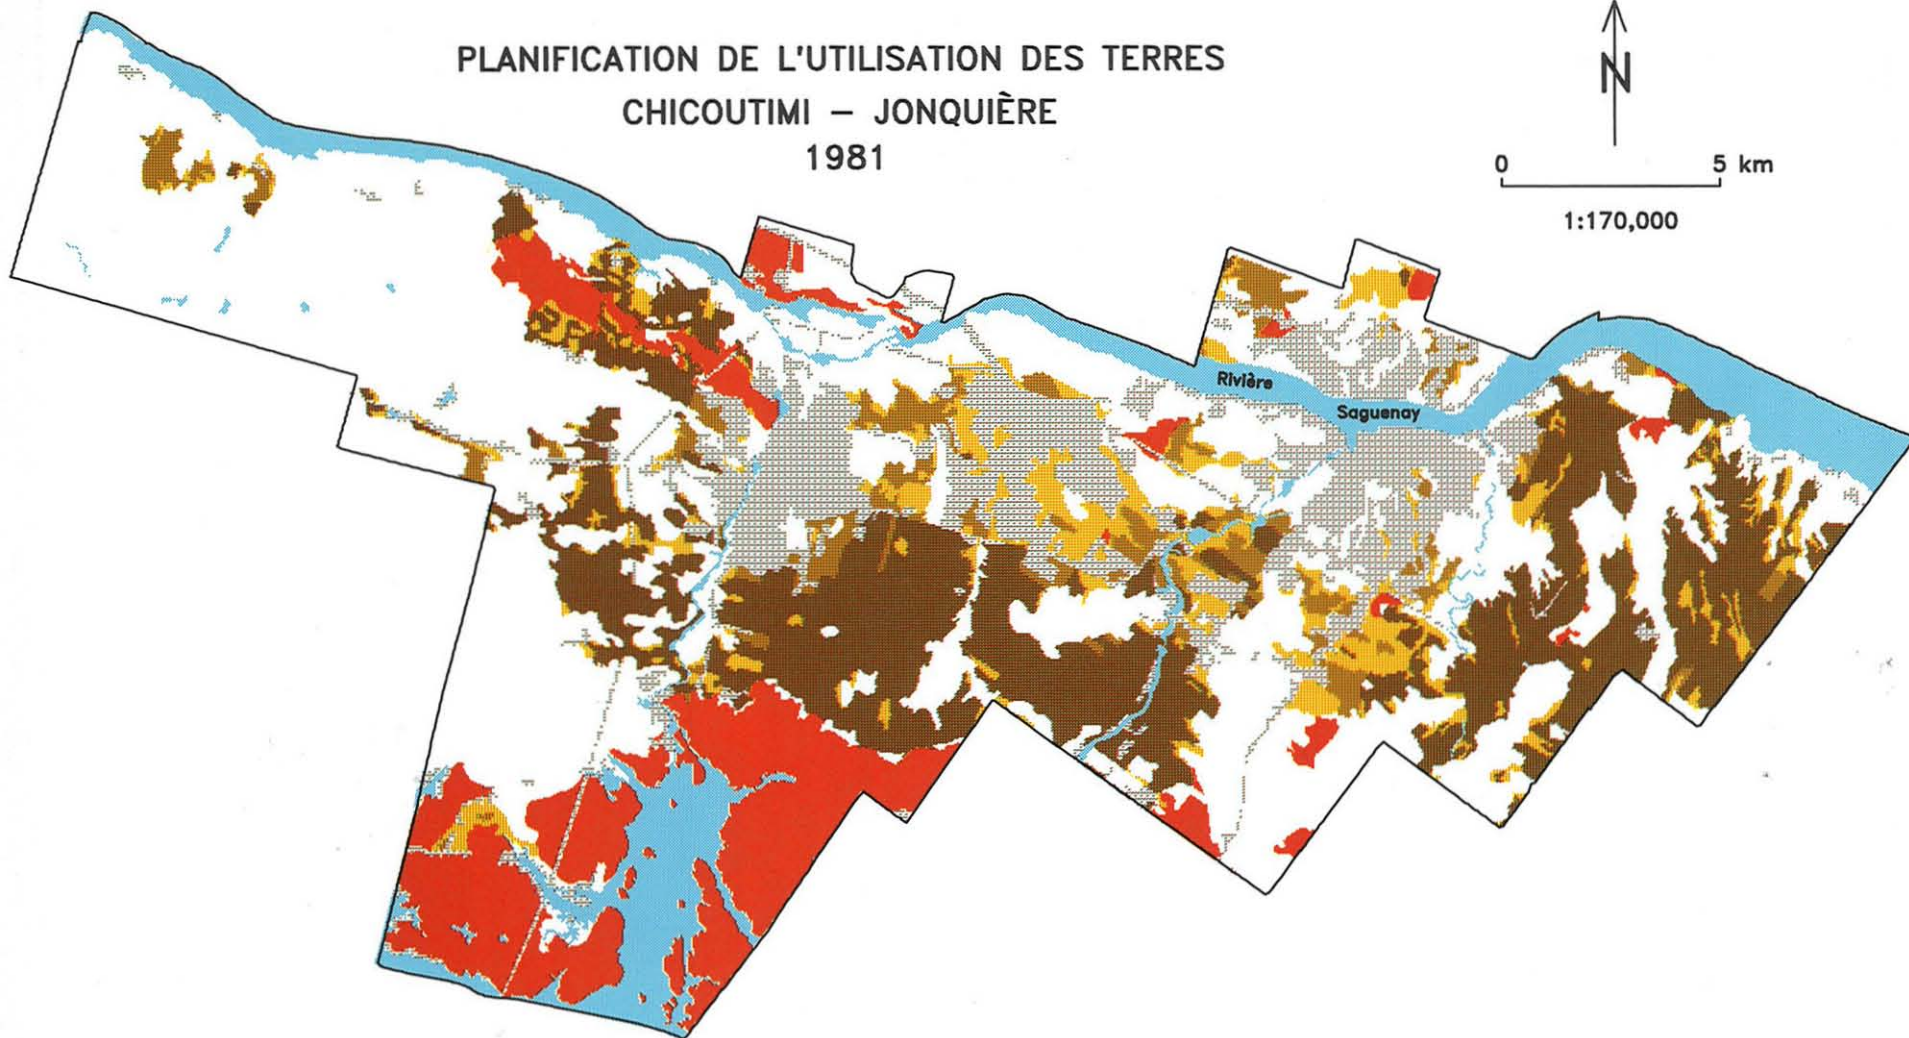 PLANIFICATION DE L'UTILISATION DES TERRES
CHICOUTIMI – JONQUIÈRE
1981
N
0 5 km
1:170,000
Rivière
Saguenay